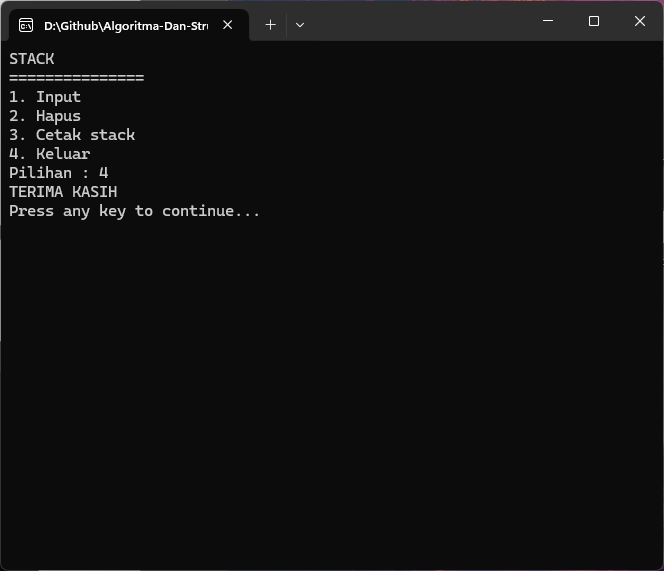 D:\Github\Algoritma-Dan-Stru
STACK
===============
1. Input
2. Hapus
3. Cetak stack
4. Keluar
Pilihan : 4
TERIMA KASIH
Press any key to continue...